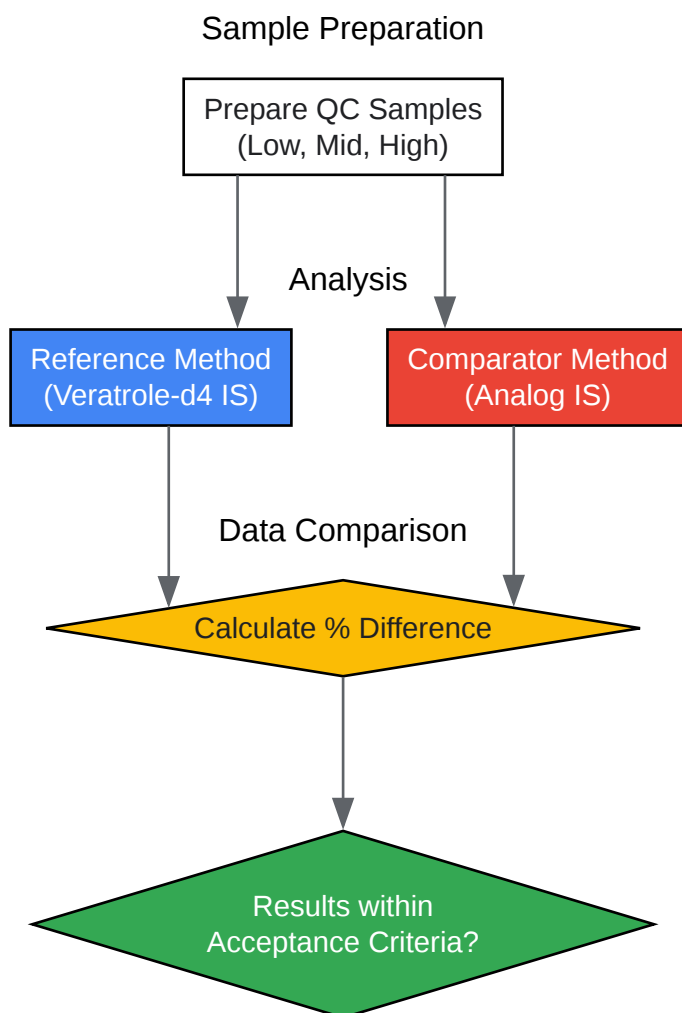 Sample Preparation
Prepare QC Samples
(Low, Mid, High)
Analysis
Reference Method
(Veratrole-d4 IS)
Comparator Method
(Analog IS)
Data Comparison
Calculate % Difference
Results within
Acceptance Criteria?